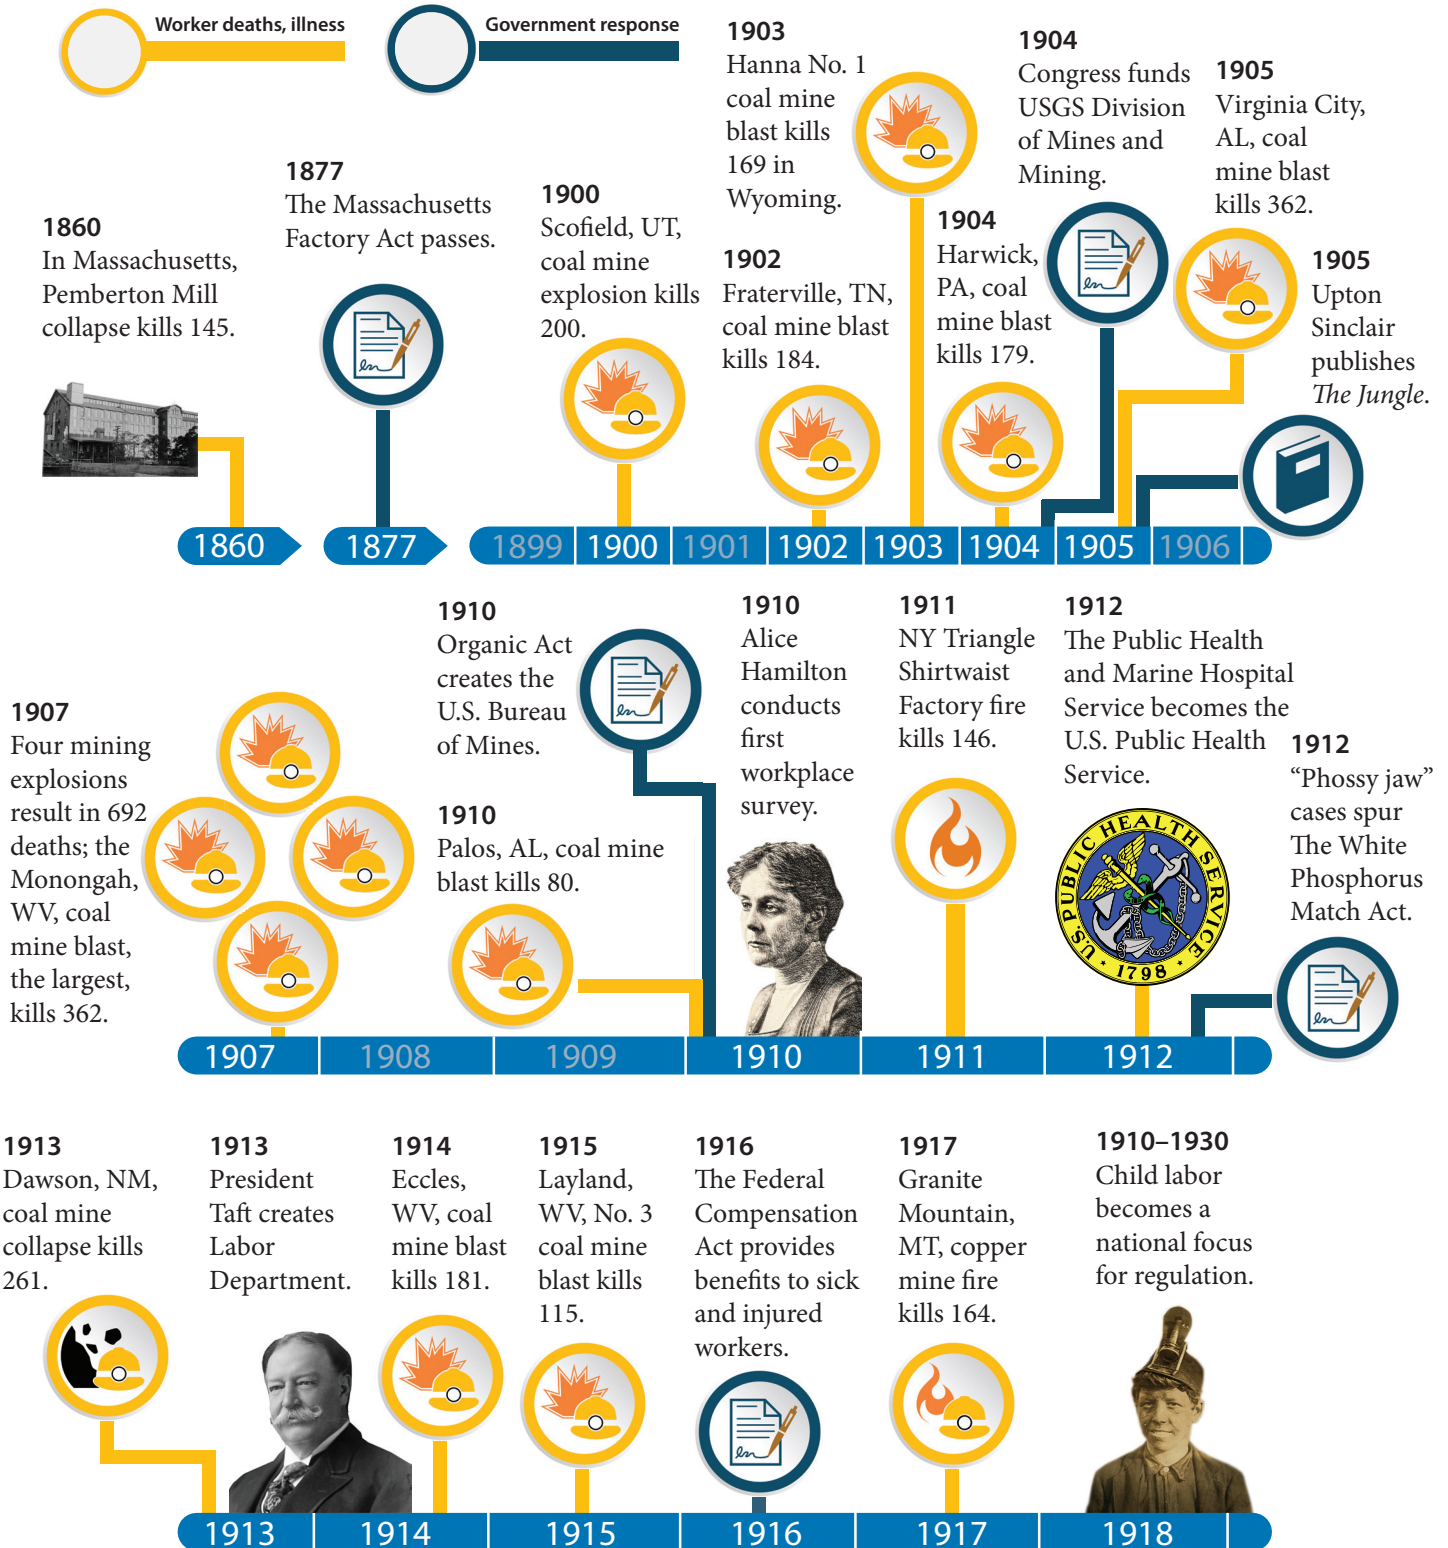 Worker deaths, illness
Government response
1860
In Massachusetts,
Pemberton Mill
collapse kills 145.
1877
The Massachusetts
Factory Act passes.
1900
Scofield, UT,
coal mine
explosion kills
200.
1902
Fraterville, TN,
coal mine blast
kills 184.
1903
Hanna No. 1
coal mine
blast kills
169 in
Wyoming.
1904
Harwick,
PA, coal
mine blast
kills 179.
1904
Congress funds
USGS Division
of Mines and
Mining.
1905
Virginia City,
AL, coal
mine blast
kills 362.
1905
Upton
Sinclair
publishes
The Jungle.
1860
1877
1899
1900
1901
1902
1903
1904
1905
1906
1907
Four mining
explosions
result in 692
deaths; the
Monongah,
WV, coal
mine blast,
the largest,
kills 362.
1910
Organic Act
creates the
U.S. Bureau
of Mines.
1910
Palos, AL, coal mine
blast kills 80.
1910
Alice
Hamilton
conducts
first
workplace
survey.
1911
NY Triangle
Shirtwaist
Factory fire
kills 146.
1912
The Public Health
and Marine Hospital
Service becomes the
U.S. Public Health
Service.
U.S. PUBLIC HEALTH SERVICE
1798
1912
“Phossy jaw”
cases spur
The White
Phosphorus
Match Act.
1907
1908
1909
1910
1911
1912
1913
Dawson, NM,
coal mine
collapse kills
261.
1913
President
Taft creates
Labor
Department.
1914
Eccles,
WV, coal
mine blast
kills 181.
1915
Layland,
WV, No. 3
coal mine
blast kills
115.
1916
The Federal
Compensation
Act provides
benefits to sick
and injured
workers.
1917
Granite
Mountain,
MT, copper
mine fire
kills 164.
1910–1930
Child labor
becomes a
national focus
for regulation.
1913
1914
1915
1916
1917
1918